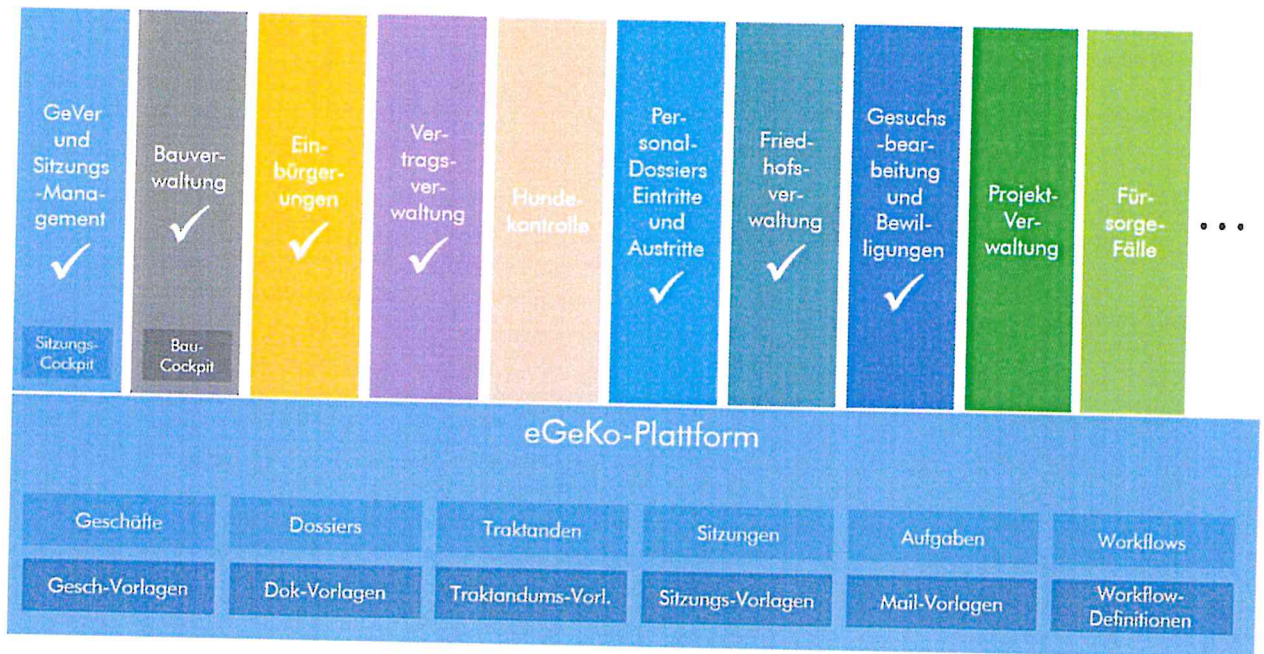 GeVer
und
Sitzungs
-Mana-
gement
Sitzungs-
Cockpit
Bauver-
waltung
Bau-
Cockpit
Ein-
bürger-
ungen
Ver-
trags-
ver-
waltung
Hunde-
kontrolle
Per-
sonal-
Dossiers
Eintritte
und
Austritte
Fried-
hofs-
ver-
waltung
Gesuchs
-bear-
beitung
und
Bewil-
ligungen
Projekt-
Ver-
waltung
Für-
sorge-
Fälle
...
eGeKo-Plattform
Geschäfte
Dossiers
Traktanden
Sitzungen
Aufgaben
Workflows
Gesch-Vorlagen
Dok-Vorlagen
Traktandums-Vorl.
Sitzungs-Vorlagen
Mail-Vorlagen
Workflow-
Definitionen